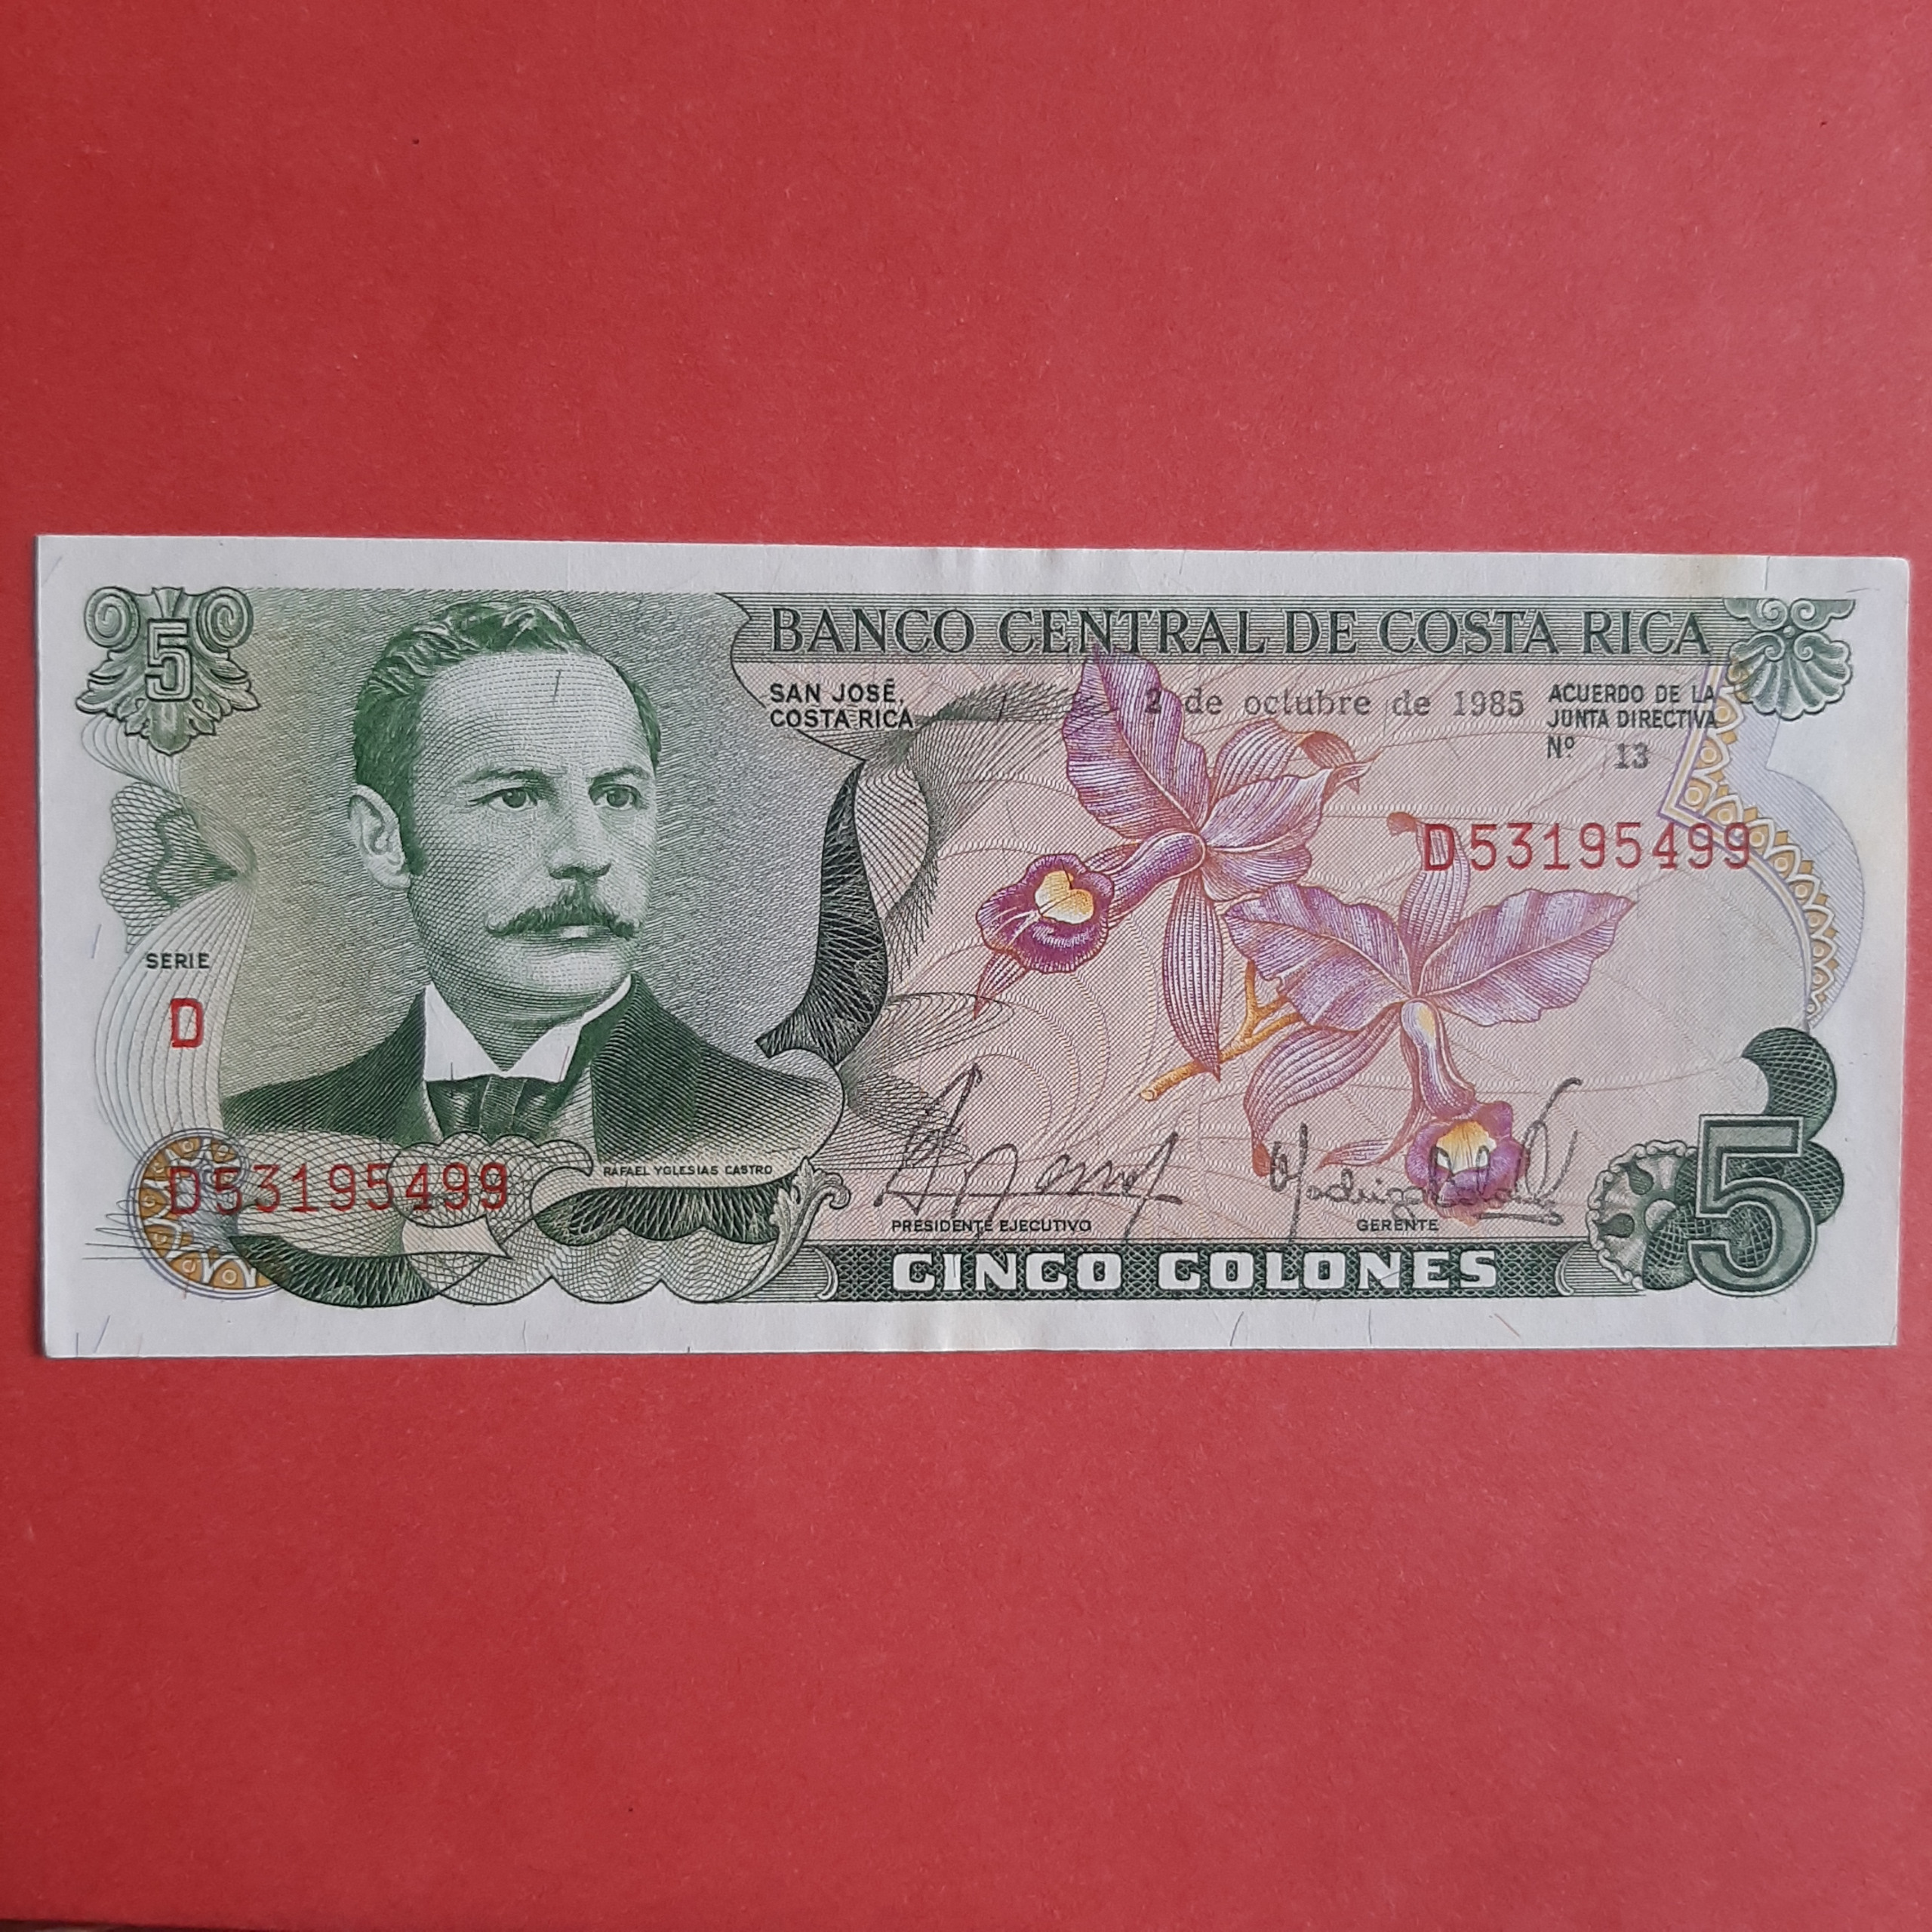 5
BANCO CENTRAL DE COSTA RICA
SAN JOSÉ,
COSTA RICA
2 de octubre de 1985
ACUERDO DE LA
JUNTA DIRECTIVA
Nº 13
D53195499
SERIE
D
D53195499
RAFAEL YGLESIAS CASTRO
PRESIDENTE EJECUTIVO
GERENTE
CINCO COLONES
5